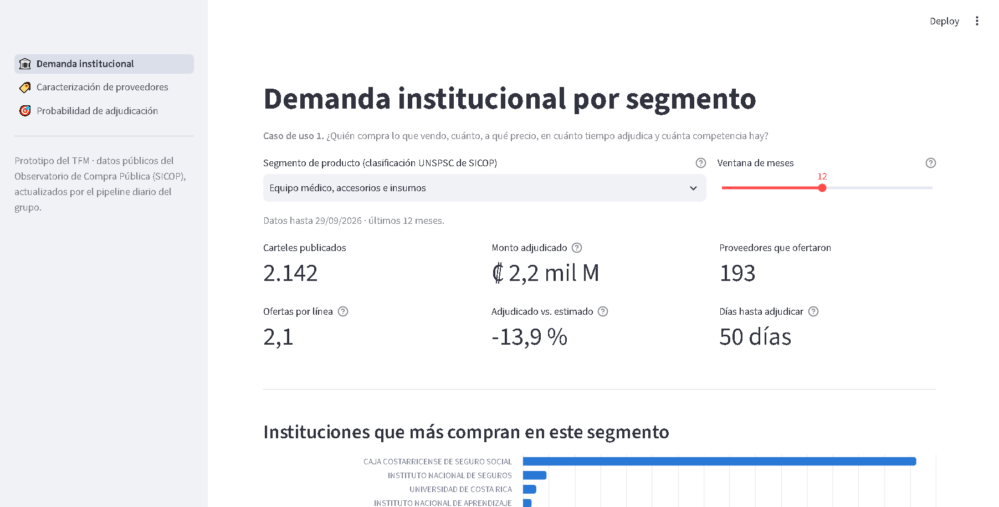 Deploy
Demanda institucional
Caracterización de proveedores
Probabilidad de adjudicación
Prototipo del TFM · datos públicos del
Observatorio de Compra Pública (SICOP),
actualizados por el pipeline diario del
grupo.
Demanda institucional por segmento
Caso de uso 1. ¿Quién compra lo que vendo, cuánto, a qué precio, en cuánto tiempo adjudica y cuánta competencia hay?
Segmento de producto (clasificación UNSPSC de SICOP)
Ventana de meses
12
Equipo médico, accesorios e insumos
Datos hasta 29/09/2026 · últimos 12 meses.
Carteles publicados
Monto adjudicado
Proveedores que ofertaron
2.142
₡ 2,2 mil M
193
Ofertas por línea
Adjudicado vs. estimado
Días hasta adjudicar
2,1
-13,9 %
50 días
Instituciones que más compran en este segmento
CAJA COSTARRICENSE DE SEGURO SOCIAL
INSTITUTO NACIONAL DE SEGUROS
UNIVERSIDAD DE COSTA RICA
INSTITUTO NACIONAL DE APRENDIZAJE